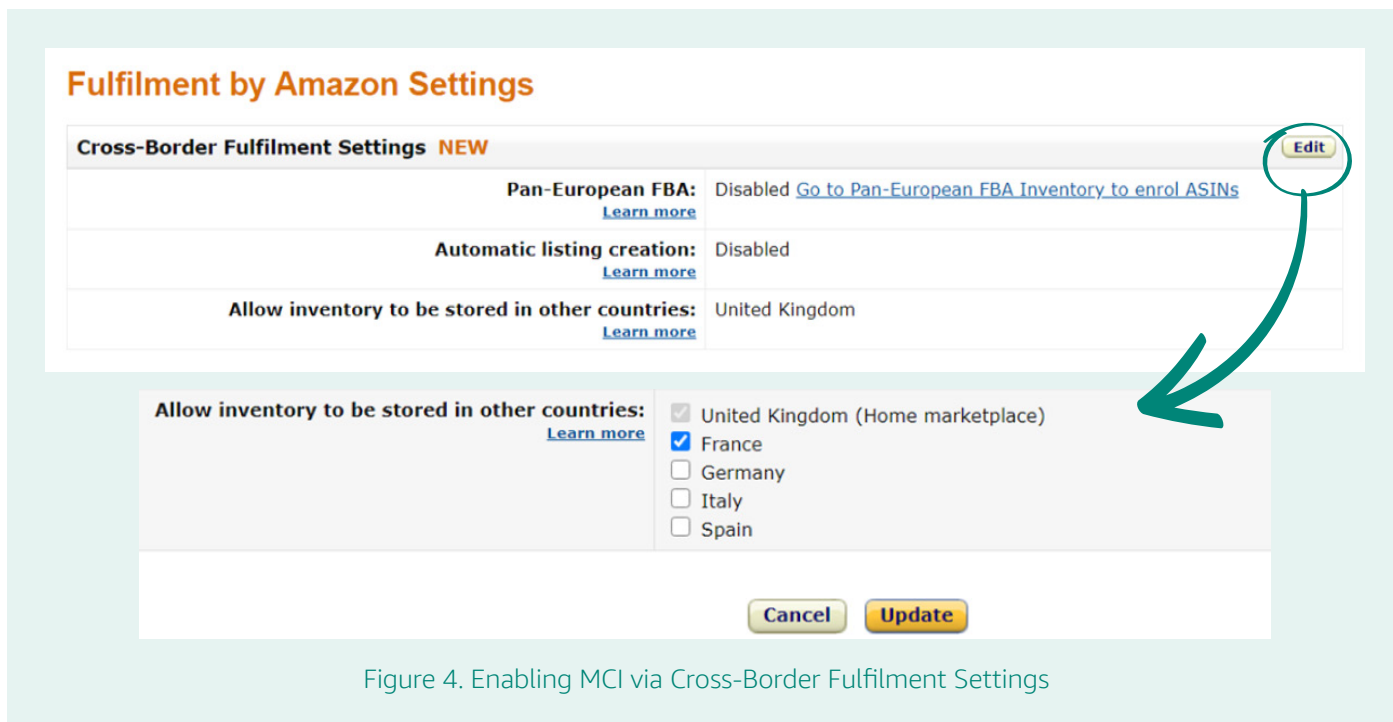 Fulfilment by Amazon Settings
Cross-Border Fulfilment Settings NEW
Edit
Pan-European FBA: Disabled Go to Pan-European FBA Inventory to enrol ASINs
Learn more
Automatic listing creation: Disabled
Learn more
Allow inventory to be stored in other countries: United Kingdom
Learn more
Allow inventory to be stored in other countries:
Learn more
United Kingdom (Home marketplace)
France
Germany
Italy
Spain
Cancel Update
Figure 4. Enabling MCI via Cross-Border Fulfilment Settings